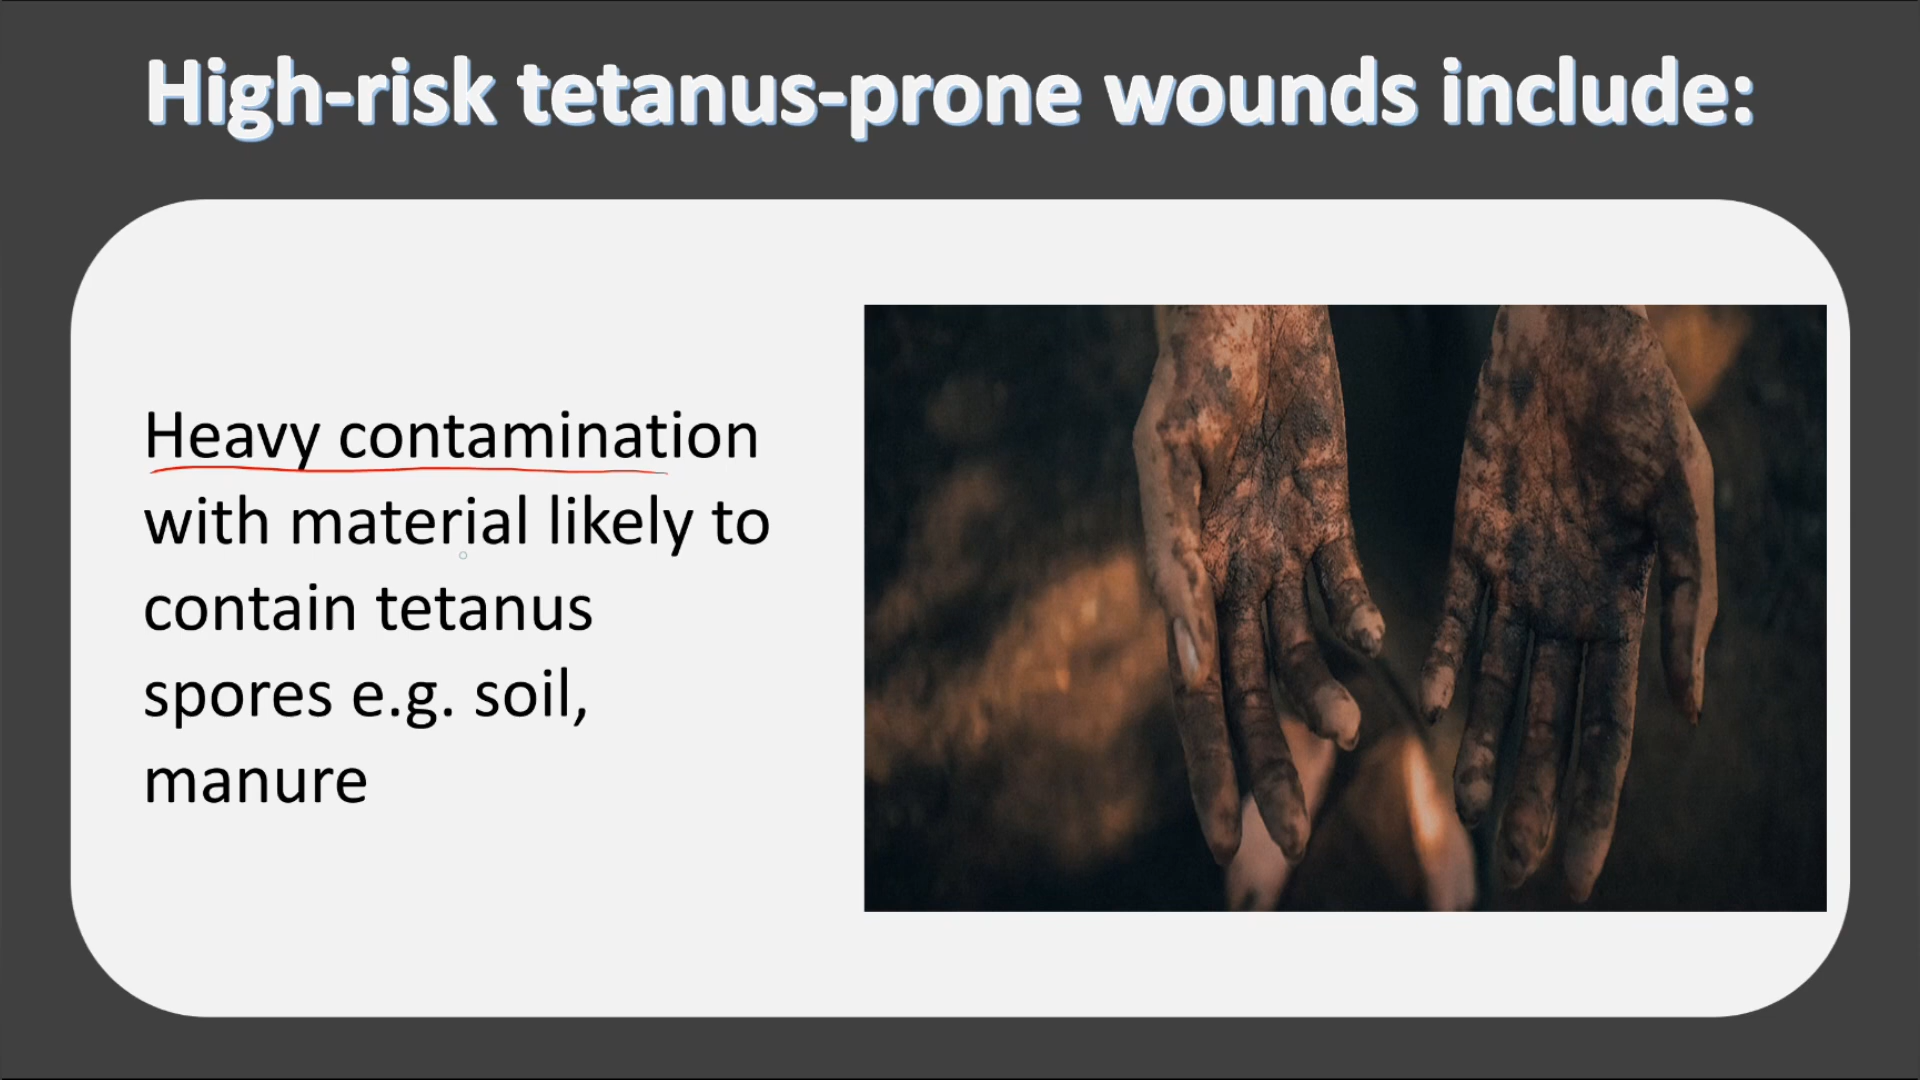 High-risk tetanus-prone wounds include:
Heavy contamination
with material likely to
contain tetanus
spores e.g. soil,
manure